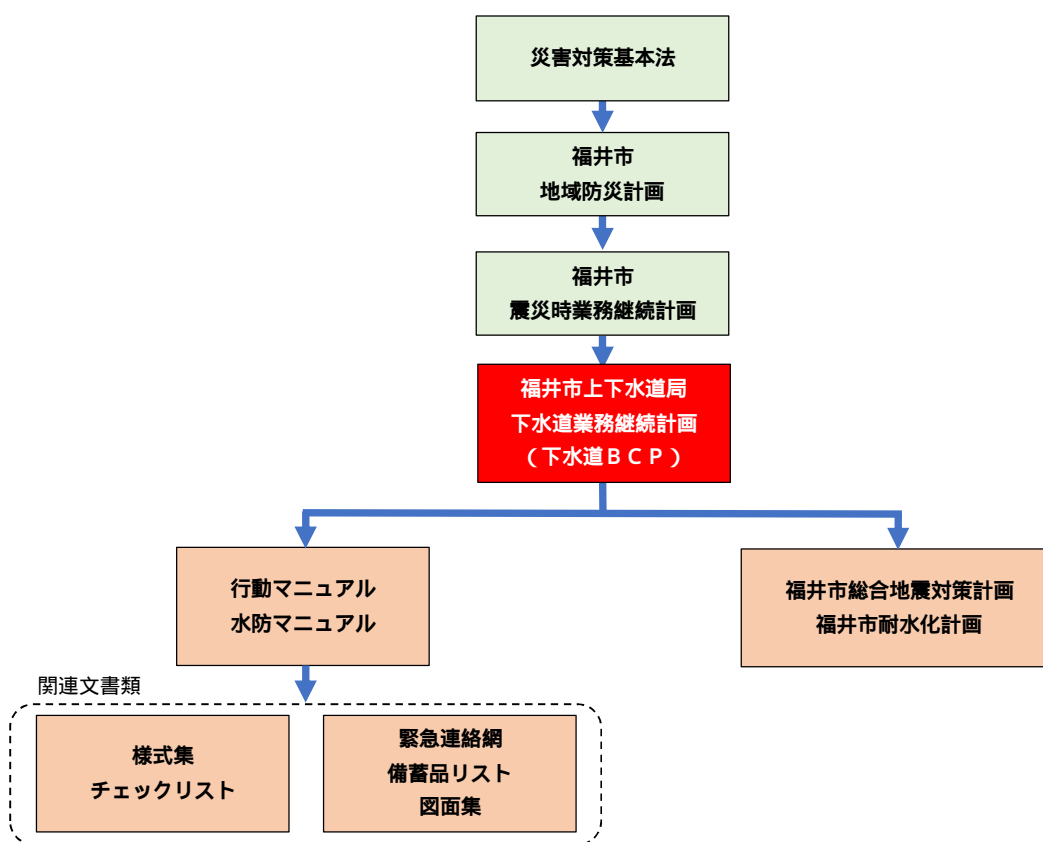 災害対策基本法
福井市
地域防災計画
福井市
震災時業務継続計画
福井市上下水道局
下水道業務継続計画
（下水道ＢＣＰ）
行動マニュアル
水防マニュアル
福井市総合地震対策計画
福井市耐水化計画
関連文書類
様式集
チェックリスト
緊急連絡網
備蓄品リスト
図面集